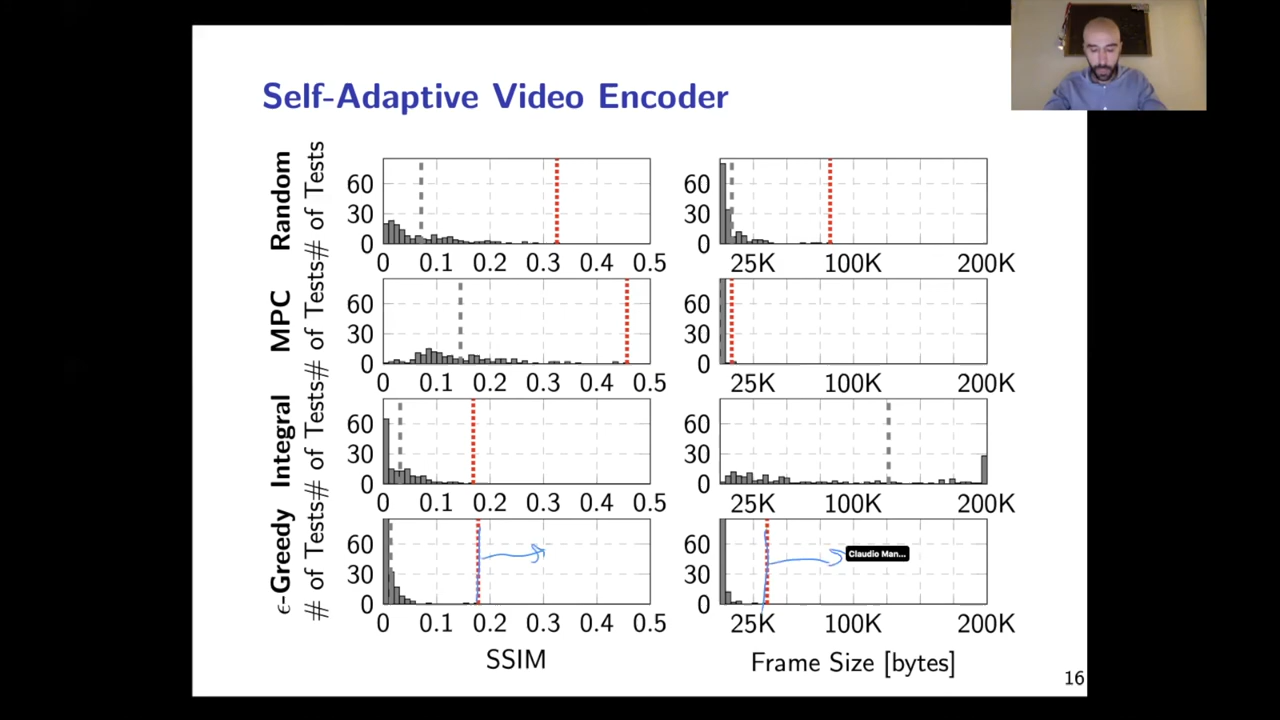 Self-Adaptive Video Encoder
Random
# of Tests
60
30
0
0 0.1 0.2 0.3 0.4 0.5
60
30
0
25K 100K 200K
MPC
# of Tests
60
30
0
0 0.1 0.2 0.3 0.4 0.5
60
30
0
25K 100K 200K
Integral
# of Tests
60
30
0
0 0.1 0.2 0.3 0.4 0.5
60
30
0
25K 100K 200K
ϵ-Greedy
# of Tests
60
30
0
0 0.1 0.2 0.3 0.4 0.5
60
30
0
25K 100K 200K
Claudio Man...
SSIM
Frame Size [bytes]
16